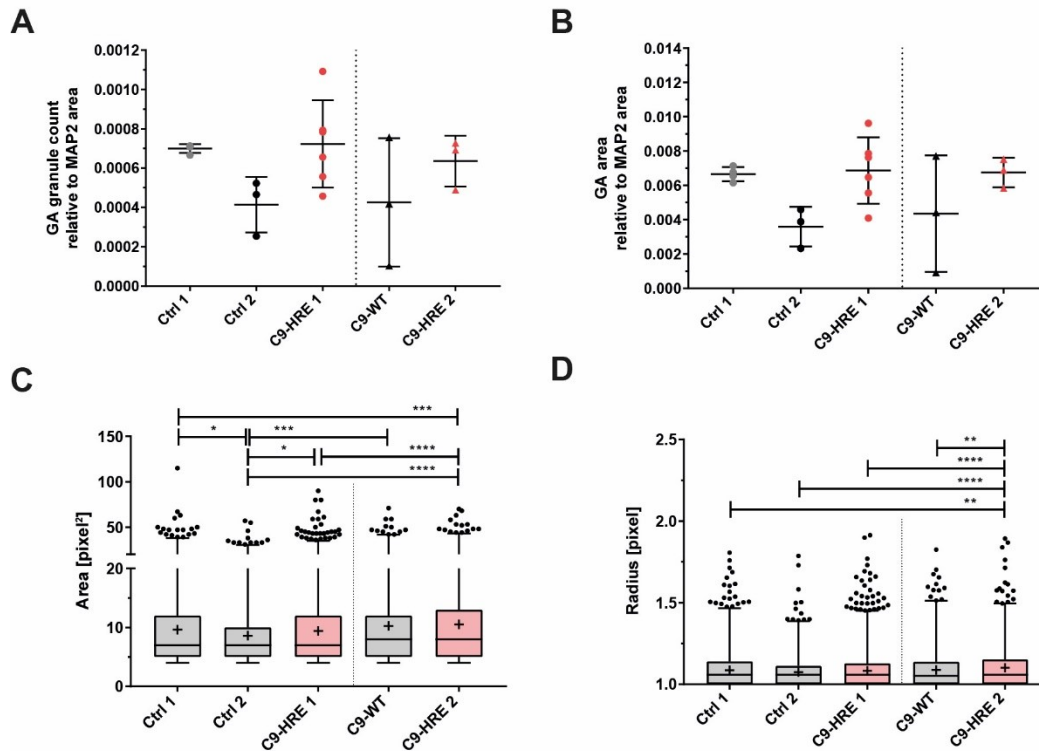 A
GA granule count
relative to MAP2 area
0.0012
0.0010
0.0008
0.0006
0.0004
0.0002
0.0000
Ctrl 1
Ctrl 2
C9-HRE 1
C9-WT
C9-HRE 2
B
GA area
relative to MAP2 area
0.014
0.012
0.010
0.008
0.006
0.004
0.002
0.000
Ctrl 1
Ctrl 2
C9-HRE 1
C9-WT
C9-HRE 2
C
Area [pixel²]
150
100
50
20
10
0
***
* ***
* ****
****
Ctrl 1
Ctrl 2
C9-HRE 1
C9-WT
C9-HRE 2
D
Radius [pixel]
2.5
2.0
1.5
1.0
**
****
****
**
Ctrl 1
Ctrl 2
C9-HRE 1
C9-WT
C9-HRE 2